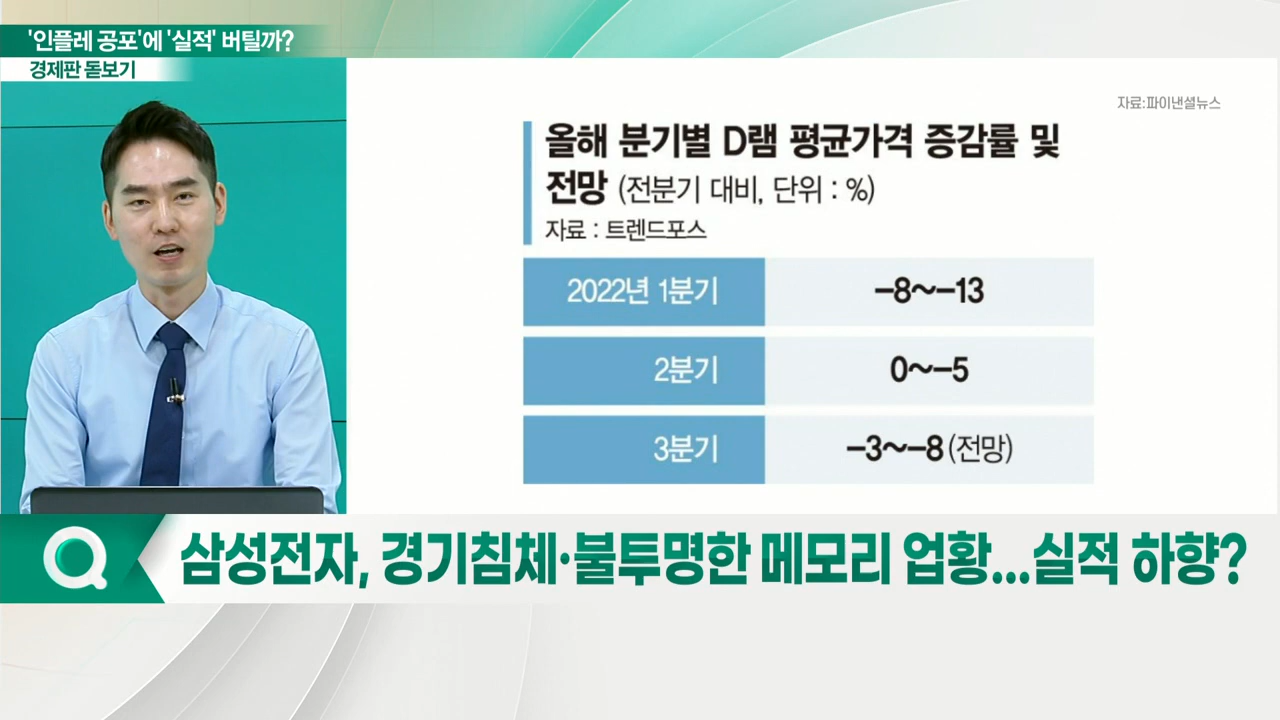 '인플레 공포'에 '실적' 버틸까?
경제판 돋보기
자료:파이낸셜뉴스
올해 분기별 D램 평균가격 증감률 및
전망 (전분기 대비, 단위 : %)
자료 : 트렌드포스
2022년 1분기 −8~−13
2분기 0~−5
3분기 −3~−8(전망)
삼성전자, 경기침체·불투명한 메모리 업황...실적 하향?